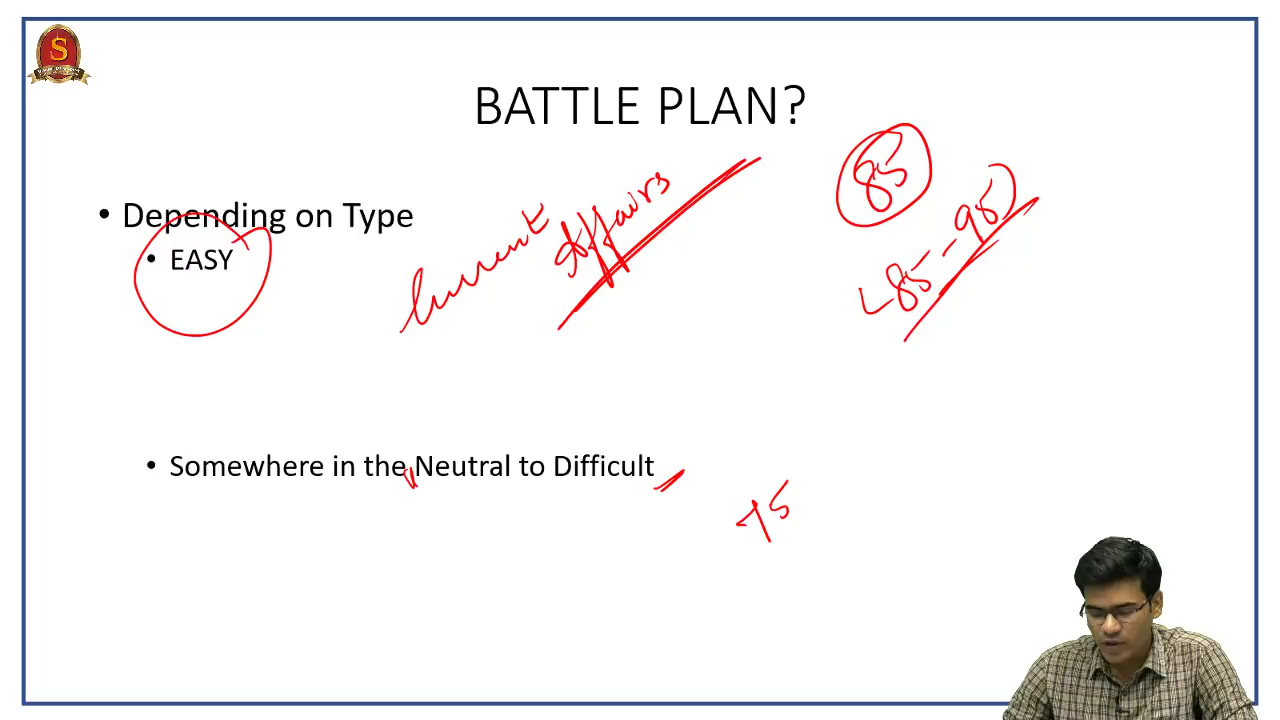 S
BATTLE PLAN?
85
• Depending on Type
Current Affairs
(85-95)
• EASY
• Somewhere in the Neutral to Difficult
75